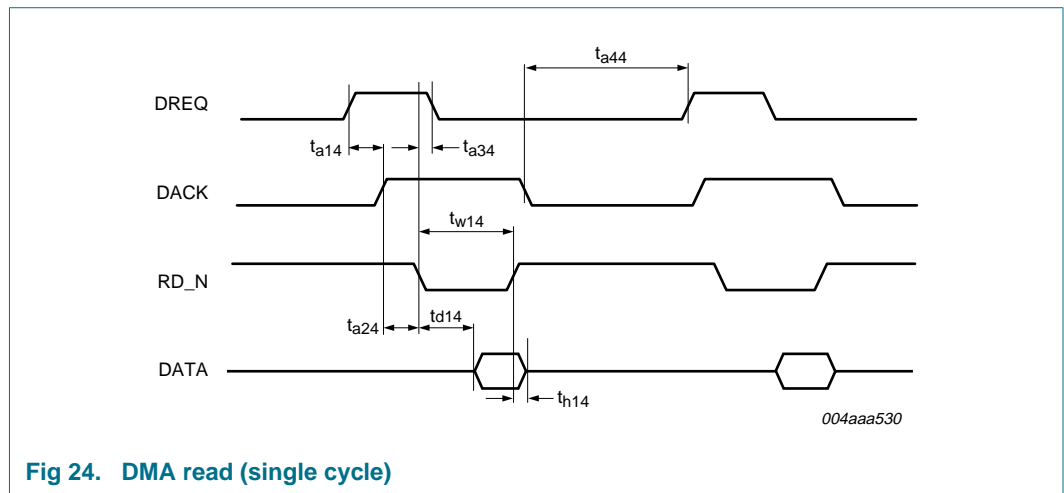 t_a44
DREQ
t_a14
t_a34
DACK
t_w14
RD_N
t_a24
td14
DATA
t_h14
004aaa530
Fig 24. DMA read (single cycle)